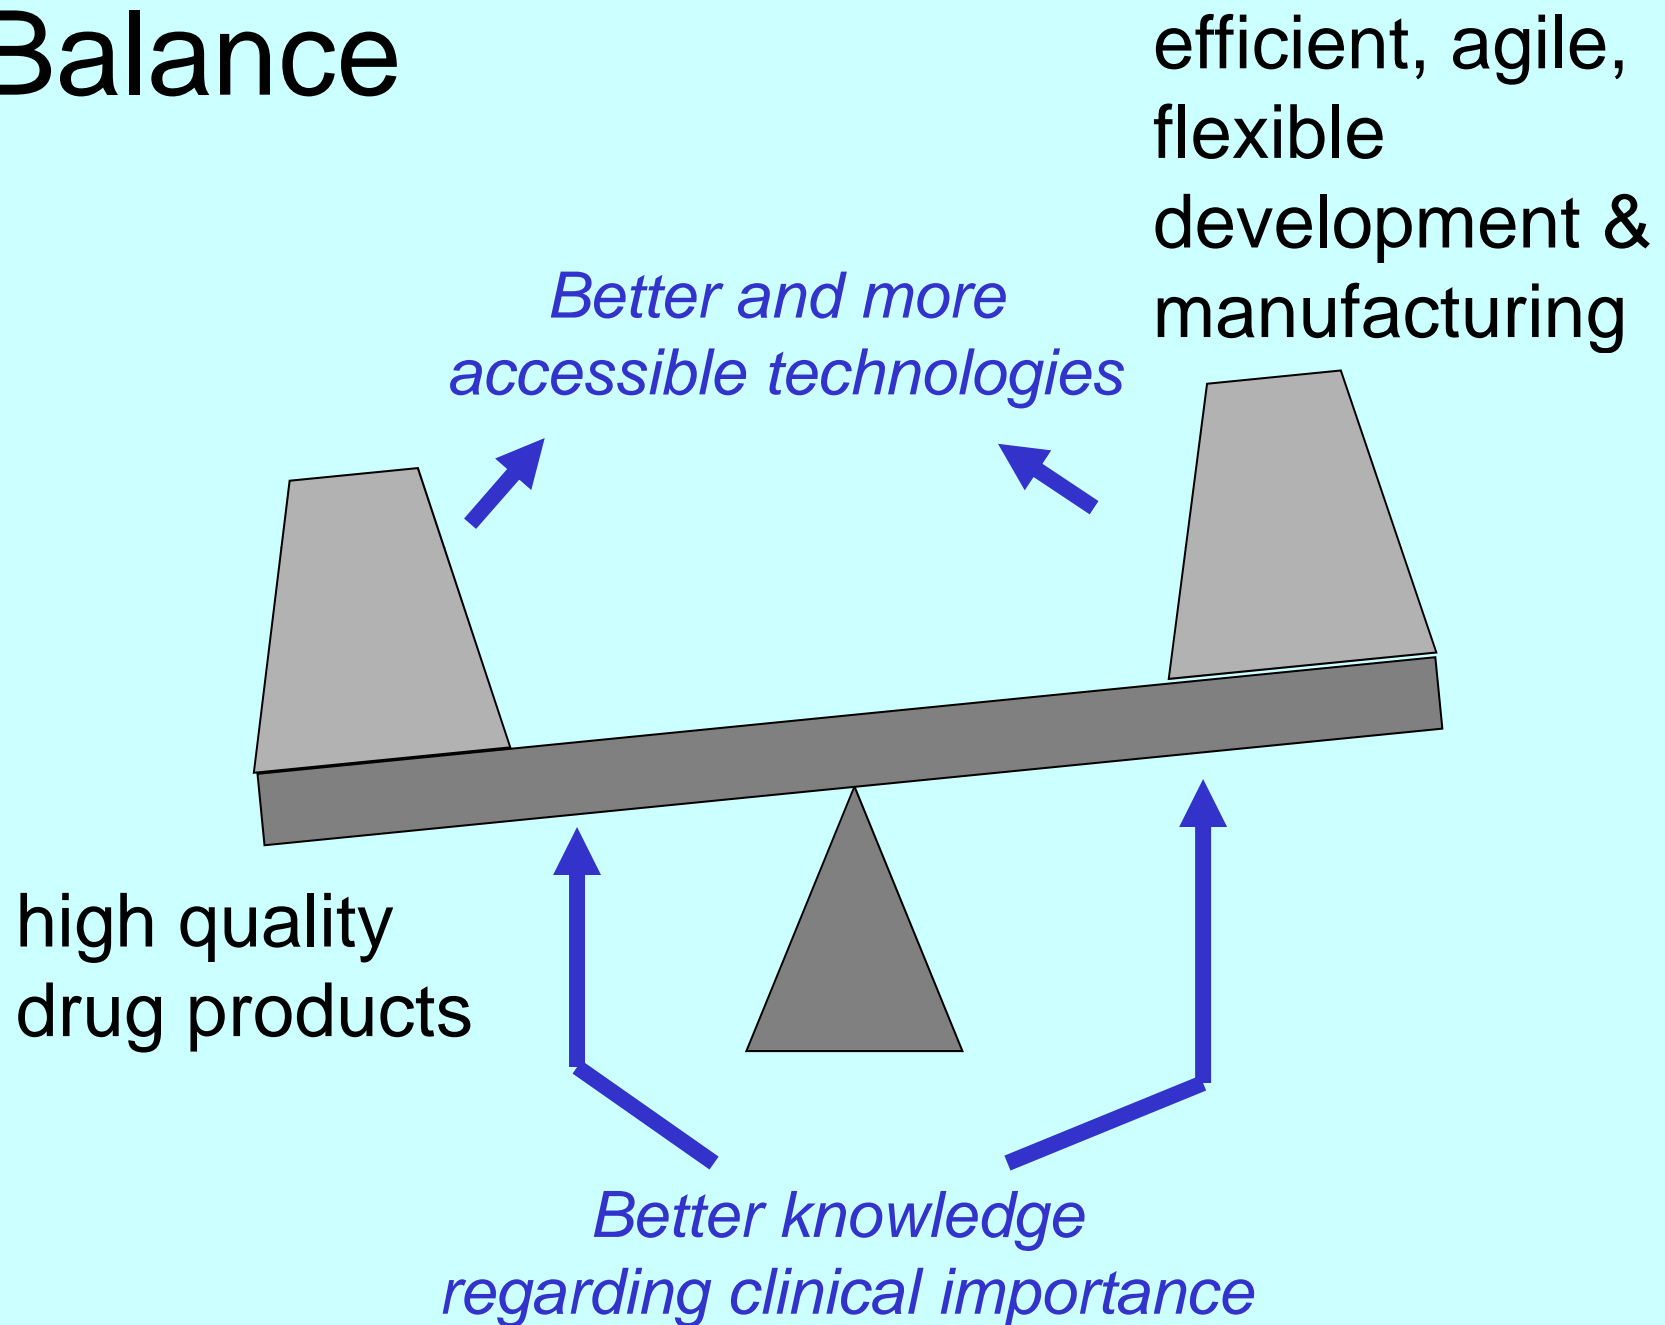 Balance
efficient, agile,
flexible
development &
manufacturing
Better and more
accessible technologies
high quality
drug products
Better knowledge
regarding clinical importance